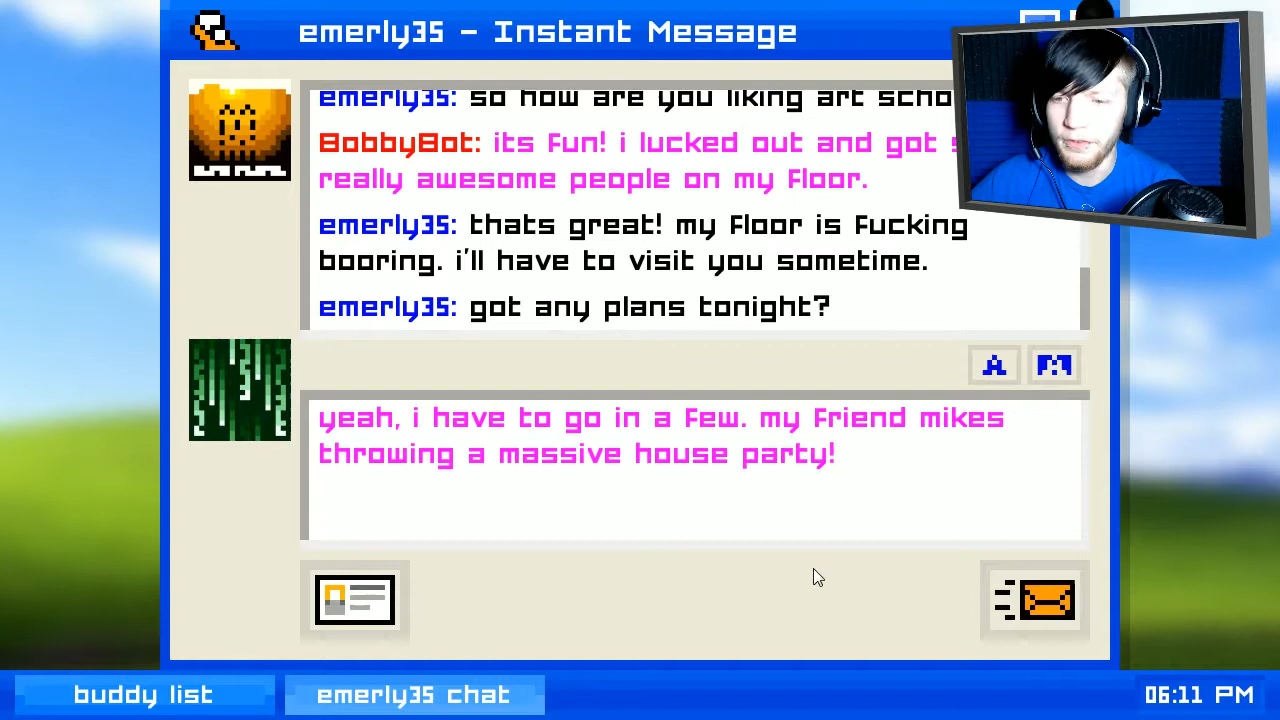 emerly35 - Instant Message
emerly35: so how are you liking art
BobbyBot: its fun! i lucked out and got
really awesome people on my floor.
emerly35: thats great! my floor is fucking
booring. i'll have to visit you sometime.
emerly35: got any plans tonight?
A
yeah, i have to go in a few. my friend mikes
throwing a massive house party!
buddy list
emerly35 chat
06:11 PM